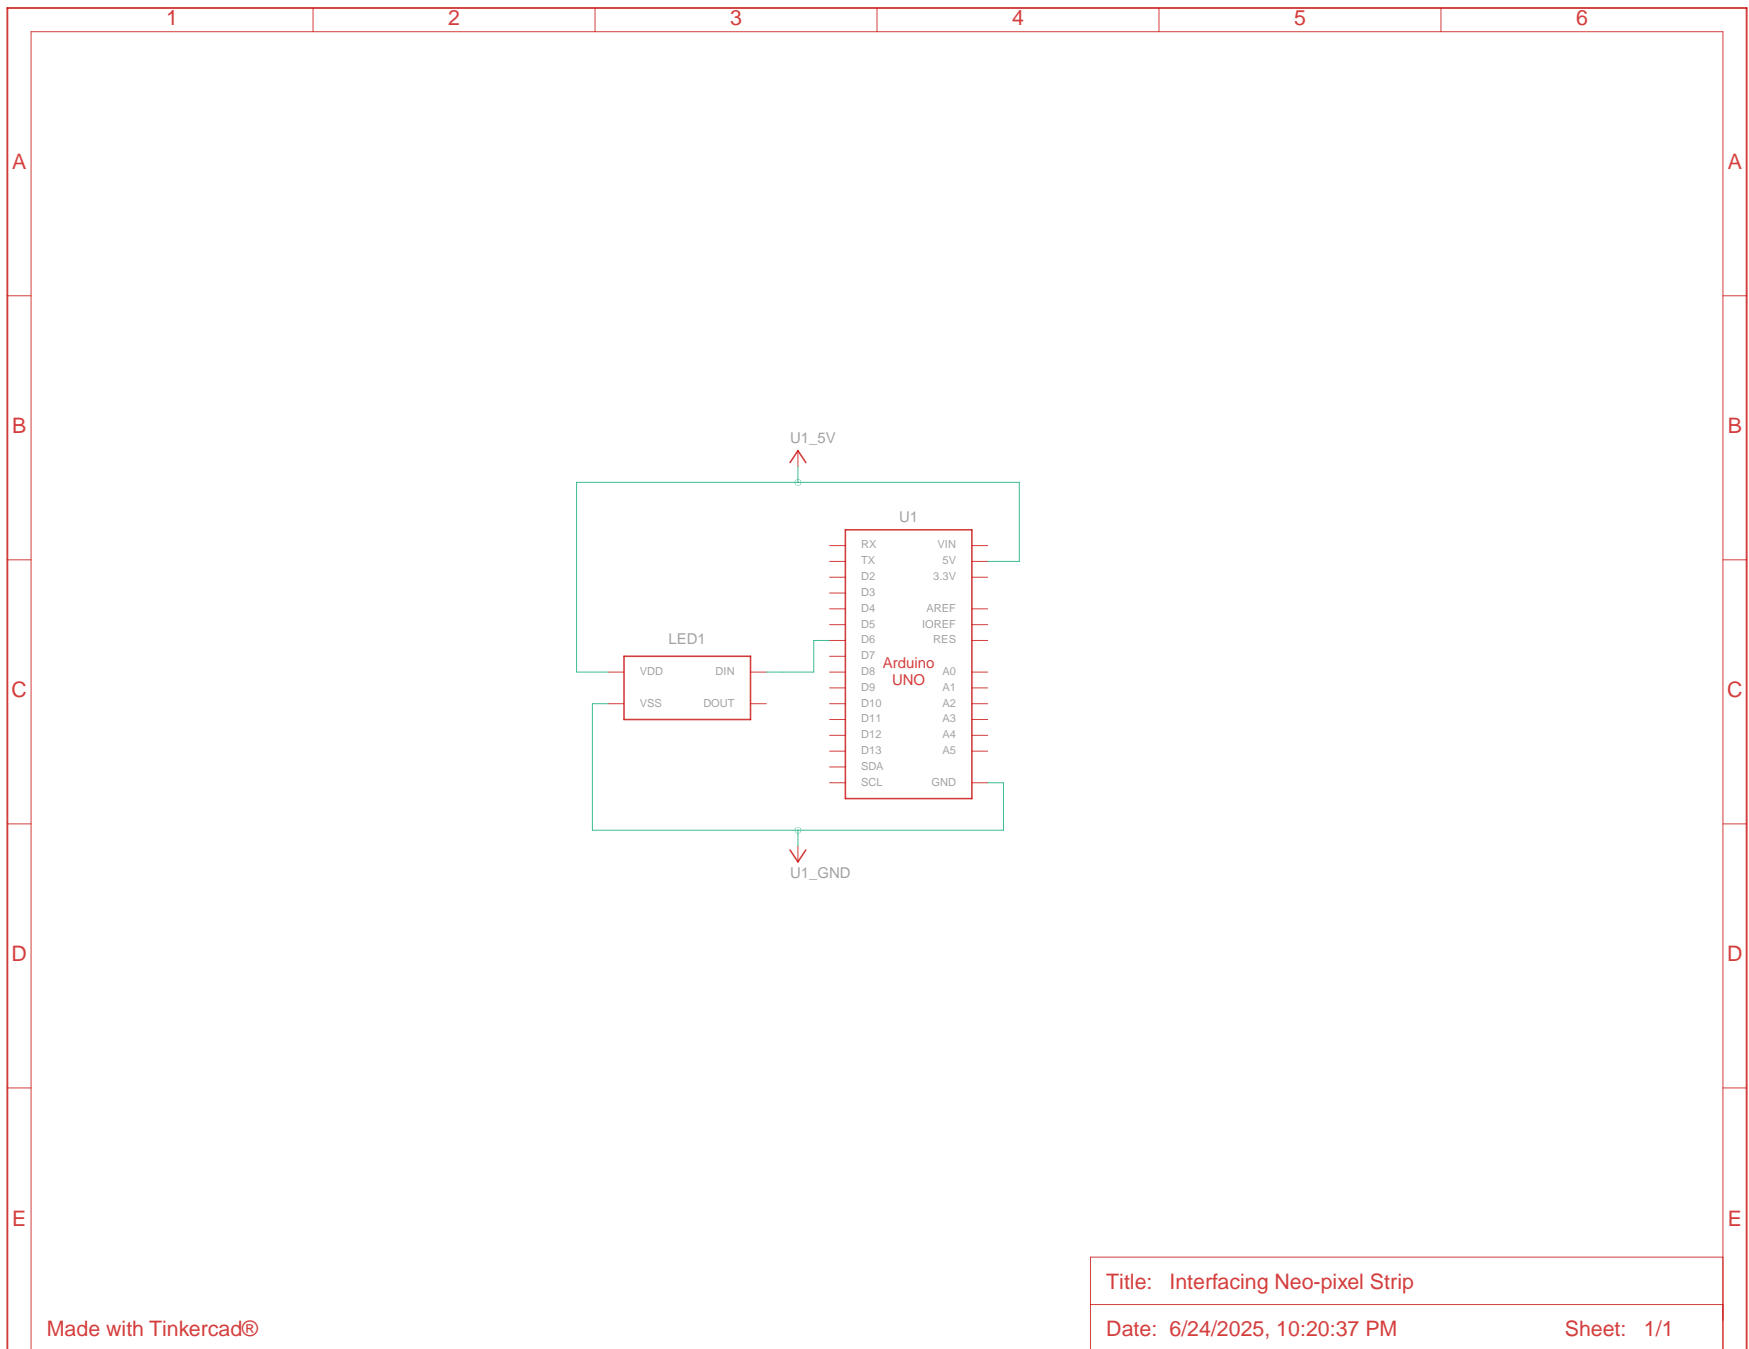 1 2 3 4 5 6
A A
B B
U1_5V
U1
RX VIN
TX 5V
D2 3.3V
D3
D4 AREF
D5 IOREF
LED1 D6 RES
D7
Arduino
UNO
VDD DIN D8 A0
C C
D9 A1
VSS DOUT D10 A2
D11 A3
D12 A4
D13 A5
SDA
SCL GND
U1_GND
D D
E E
Title: Interfacing Neo-pixel Strip
Made with Tinkercad®
Date: 6/24/2025, 10:20:37 PM Sheet: 1/1